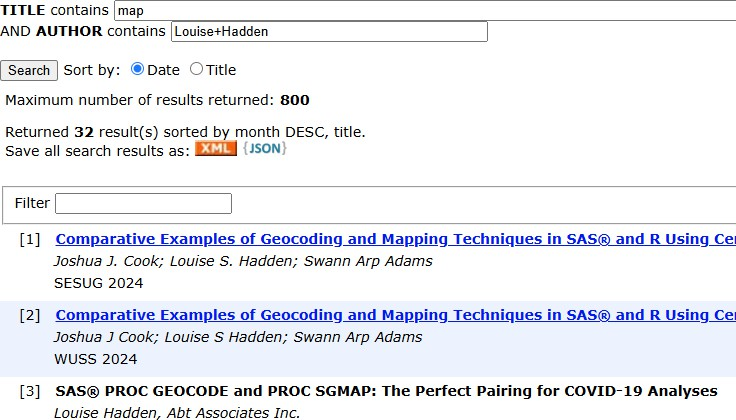 TITLE contains map
AND AUTHOR contains Louise+Hadden
Search Sort by: Date Title
Maximum number of results returned: 800
Returned 32 result(s) sorted by month DESC, title.
Save all search results as: XML {JSON}
Filter
[1] Comparative Examples of Geocoding and Mapping Techniques in SAS® and R Using
Joshua J. Cook; Louise S. Hadden; Swann Arp Adams
SESUG 2024
[2] Comparative Examples of Geocoding and Mapping Techniques in SAS® and R Using
Joshua J Cook; Louise S Hadden; Swann Arp Adams
WUSS 2024
[3] SAS® PROC GEOCODE and PROC SGMAP: The Perfect Pairing for COVID-19 Analyses
Louise Hadden, Abt Associates Inc.